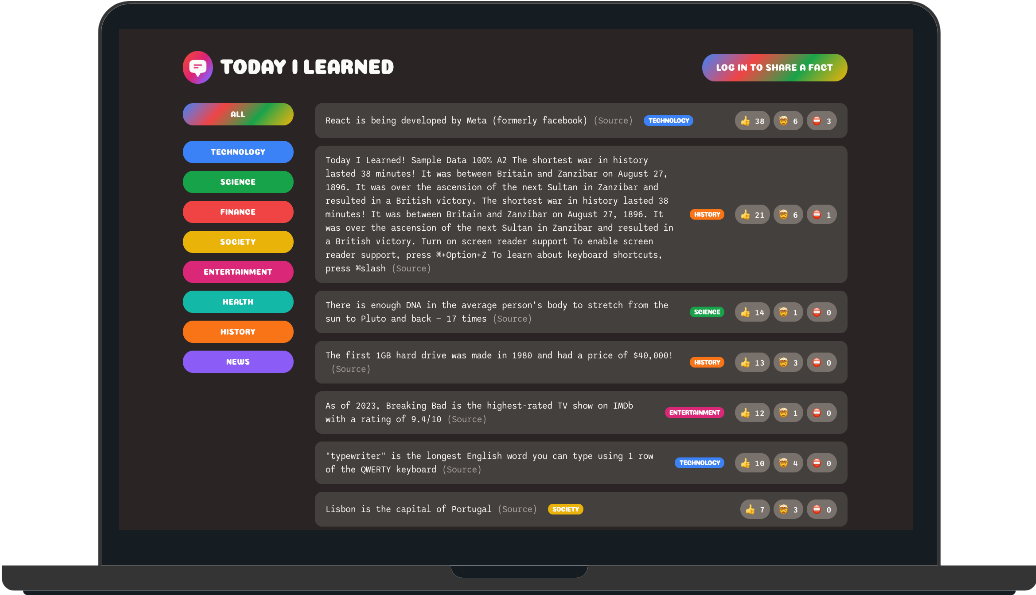 TODAY I LEARNED
LOG IN TO SHARE A FACT
ALL
TECHNOLOGY
SCIENCE
FINANCE
SOCIETY
ENTERTAINMENT
HEALTH
HISTORY
NEWS
React is being developed by Meta (formerly facebook) (Source) TECHNOLOGY 38 6 3
Today I Learned! Sample Data 100% A2 The shortest war in history
lasted 38 minutes! It was between Britain and Zanzibar on August 27,
1896. It was over the ascension of the next Sultan in Zanzibar and
resulted in a British victory. The shortest war in history lasted 38
minutes! It was between Britain and Zanzibar on August 27, 1896. It
was over the ascension of the next Sultan in Zanzibar and resulted in
a British victory. Turn on screen reader support To enable screen
reader support, press ⌘+Option+Z To learn about keyboard shortcuts,
press ⌘slash (Source)
HISTORY 21 6 1
There is enough DNA in the average person's body to stretch from the
sun to Pluto and back — 17 times (Source)
SCIENCE 14 1 0
The first 1GB hard drive was made in 1980 and had a price of $40,000!
(Source)
HISTORY 13 3 0
As of 2023, Breaking Bad is the highest-rated TV show on IMDb
with a rating of 9.4/10 (Source)
ENTERTAINMENT 12 1 0
"typewriter" is the longest English word you can type using 1 row
of the QWERTY keyboard (Source)
TECHNOLOGY 10 4 0
Lisbon is the capital of Portugal (Source) SOCIETY 7 3 0